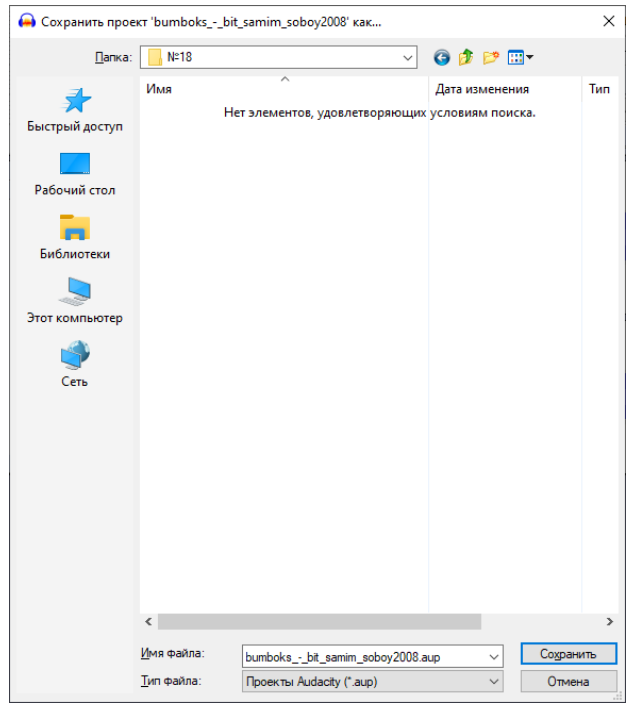 Сохранить проект 'bumboks_-_bit_samim_soboy2008' как...
Папка: №18
Имя Дата изменения Тип
Нет элементов, удовлетворяющих условиям поиска.
Быстрый доступ
Рабочий стол
Библиотеки
Этот компьютер
Сеть
Имя файла: bumboks_-_bit_samim_soboy2008.aup Сохранить
Тип файла: Проекты Audacity (*.aup) Отмена